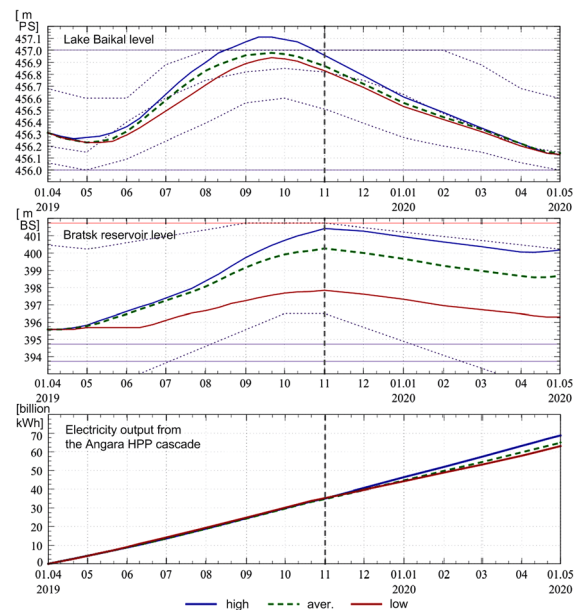 [ m
PS]
Lake Baikal level
457.1
457.0
456.9
456.8
456.6
456.5
456.3
456.2
456.1
456.0
01.04 05 06 07 08 09 10 11 12 01.01 02 03 04 01.05
2019 2020 2020
[ m
BS]
Bratsk reservoir level
401
400
399
398
397
396
395
394
01.04 05 06 07 08 09 10 11 12 01.01 02 03 04 01.05
2019 2020 2020
[billion
kWh]
Electricity output from
the Angara HPP cascade
70
60
50
40
30
20
10
0
01.04 05 06 07 08 09 10 11 12 01.01 02 03 04 01.05
2019 2020 2020
high aver. low